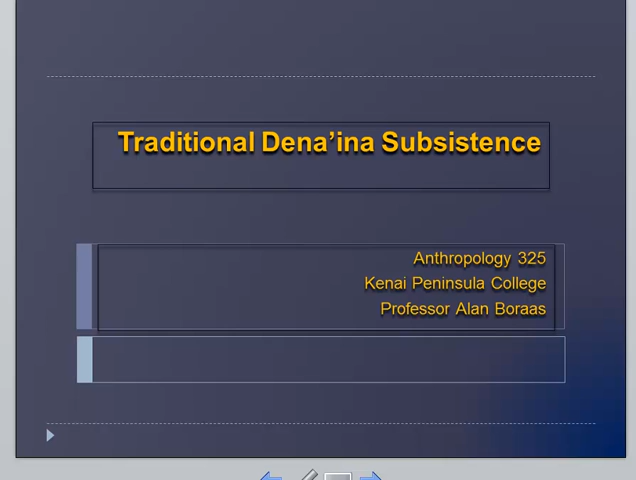 Traditional Dena’ina Subsistence
Anthropology 325
Kenai Peninsula College
Professor Alan Boraas